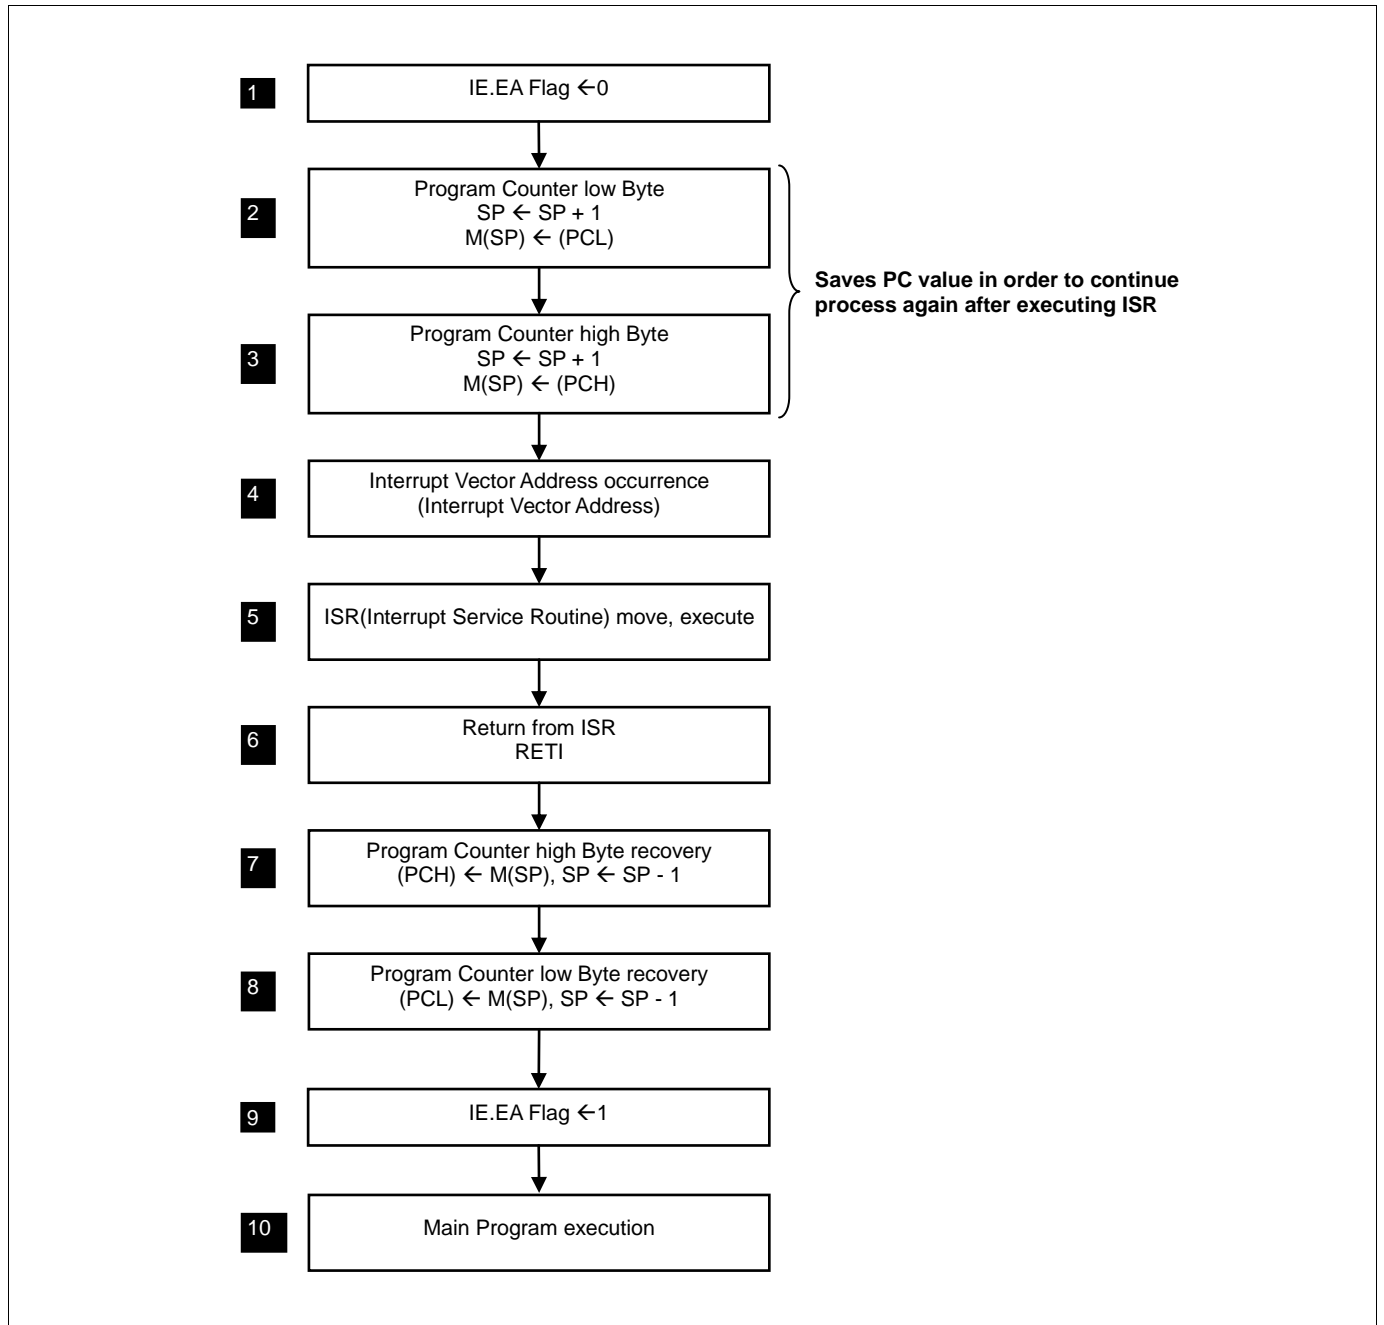 1
IE.EA Flag ←0
2
Program Counter low Byte
SP ← SP + 1
M(SP) ← (PCL)
Saves PC value in order to continue
process again after executing ISR
3
Program Counter high Byte
SP ← SP + 1
M(SP) ← (PCH)
4
Interrupt Vector Address occurrence
(Interrupt Vector Address)
5
ISR(Interrupt Service Routine) move, execute
6
Return from ISR
RETI
7
Program Counter high Byte recovery
(PCH) ← M(SP), SP ← SP - 1
8
Program Counter low Byte recovery
(PCL) ← M(SP), SP ← SP - 1
9
IE.EA Flag ←1
10
Main Program execution